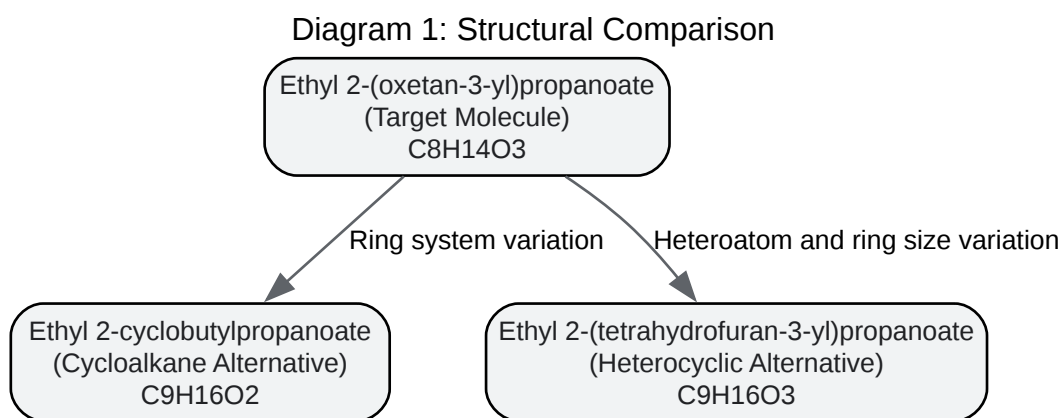 Diagram 1: Structural Comparison
Ethyl 2-(oxetan-3-yl)propanoate
(Target Molecule)
C8H14O3
Ring system variation
Heteroatom and ring size variation
Ethyl 2-cyclobutylpropanoate
(Cycloalkane Alternative)
C9H16O2
Ethyl 2-(tetrahydrofuran-3-yl)propanoate
(Heterocyclic Alternative)
C9H16O3